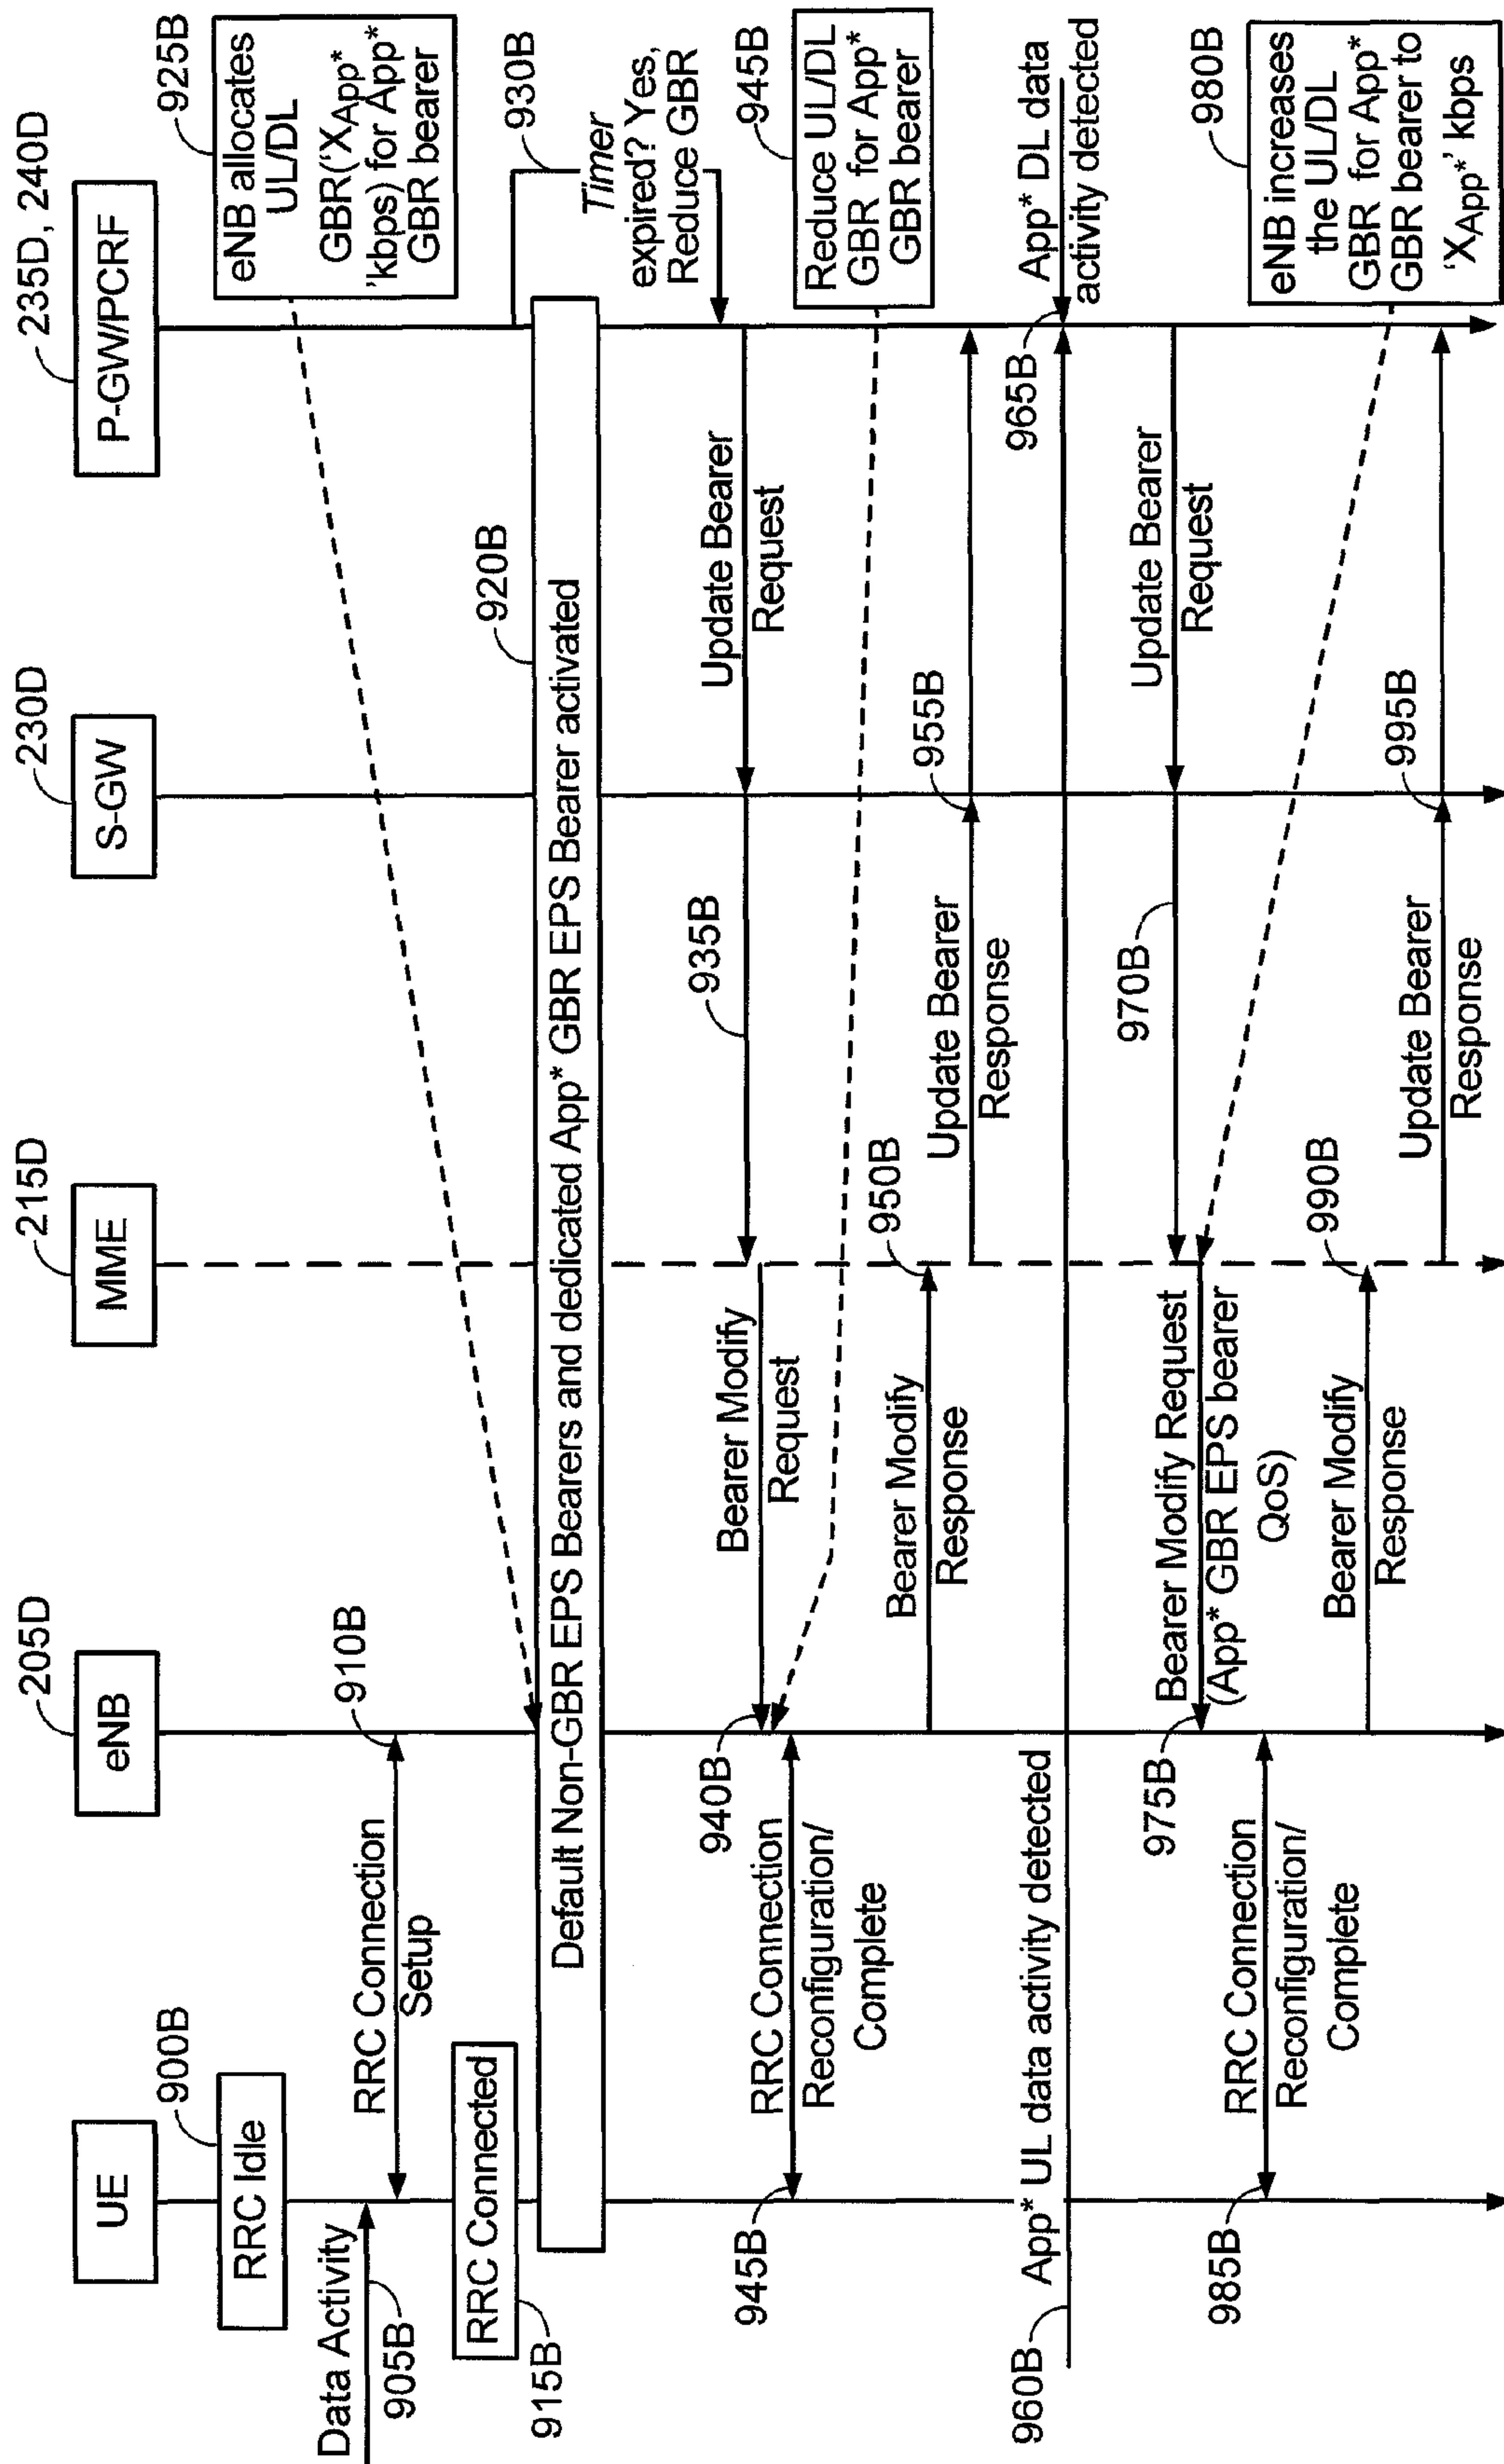 UE
eNB
205D
MME
215D
S-GW
230D
P-GW/PCRF
235D, 240D
RRC Idle
900B
eNB allocates
UL/DL
GBR('XApp*
'kbps) for App*
GBR bearer
925B
Data Activity
905B
RRC Connection
Setup
910B
RRC Connected
915B
Default Non-GBR EPS Bearers and dedicated App* GBR EPS Bearer activated
920B
Timer
expired? Yes,
Reduce GBR
930B
Update Bearer
Request
935B
Bearer Modify
Request
940B
RRC Connection
Reconfiguration/
Complete
945B
Reduce UL/DL
GBR for App*
GBR bearer
945B
Bearer Modify
Response
950B
Update Bearer
Response
955B
App* UL data activity detected
960B
App* DL data
activity detected
965B
Update Bearer
Request
970B
Bearer Modify Request
(App* GBR EPS bearer
QoS)
975B
eNB increases
the UL/DL
GBR for App*
GBR bearer to
'XApp*' kbps
980B
RRC Connection
Reconfiguration/
Complete
985B
Bearer Modify
Response
990B
Update Bearer
Response
995B